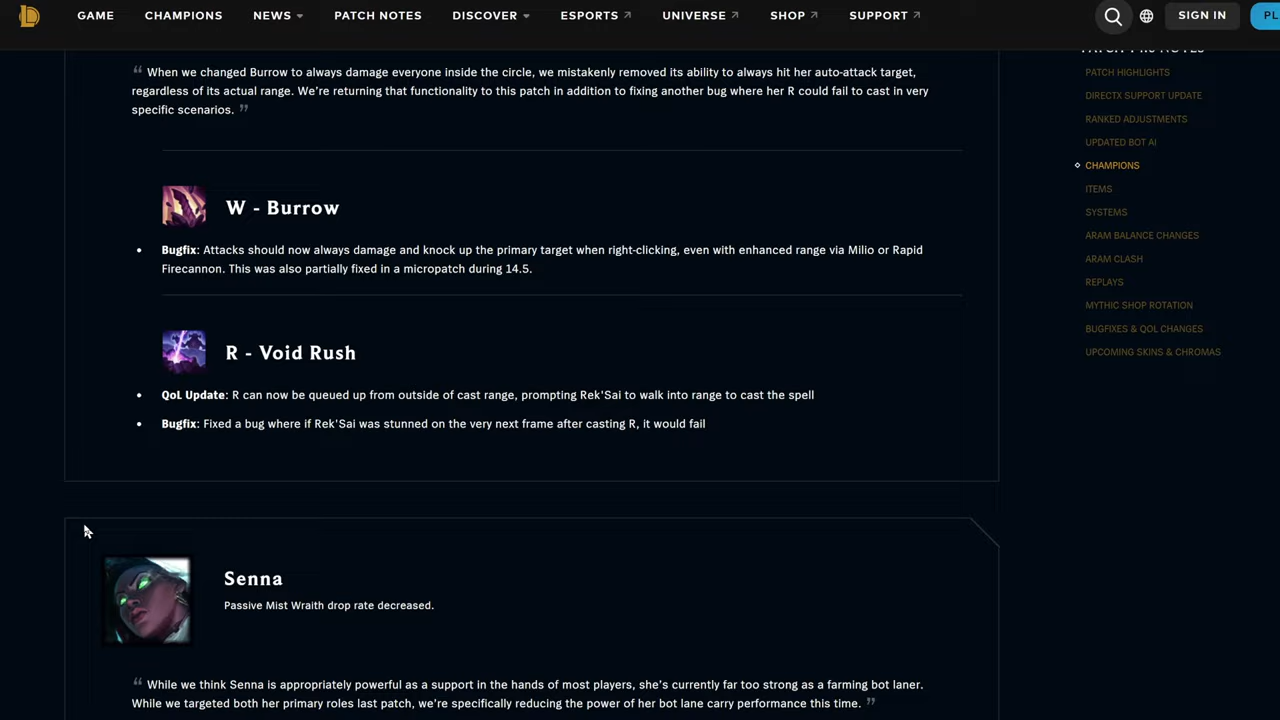 GAME CHAMPIONS NEWS PATCH NOTES DISCOVER ESPORTS UNIVERSE SHOP SUPPORT SIGN IN
“ When we changed Burrow to always damage everyone inside the circle, we mistakenly removed its ability to always hit her auto-attack target,
regardless of its actual range. We're returning that functionality to this patch in addition to fixing another bug where her R could fail to cast in very
specific scenarios. ”
W - Burrow
• Bugfix: Attacks should now always damage and knock up the primary target when right-clicking, even with enhanced range via Milio or Rapid
Firecannon. This was also partially fixed in a micropatch during 14.5.
R - Void Rush
• QoL Update: R can now be queued up from outside of cast range, prompting Rek'Sai to walk into range to cast the spell
• Bugfix: Fixed a bug where if Rek'Sai was stunned on the very next frame after casting R, it would fail
Senna
Passive Mist Wraith drop rate decreased.
“ While we think Senna is appropriately powerful as a support in the hands of most players, she's currently far too strong as a farming bot laner.
While we targeted both her primary roles last patch, we're specifically reducing the power of her bot lane carry performance this time. ”
NOTES
PATCH HIGHLIGHTS
DIRECTX SUPPORT UPDATE
RANKED ADJUSTMENTS
UPDATED BOT AI
CHAMPIONS
ITEMS
SYSTEMS
ARAM BALANCE CHANGES
ARAM CLASH
REPLAYS
MYTHIC SHOP ROTATION
BUGFIXES & QOL CHANGES
UPCOMING SKINS & CHROMAS